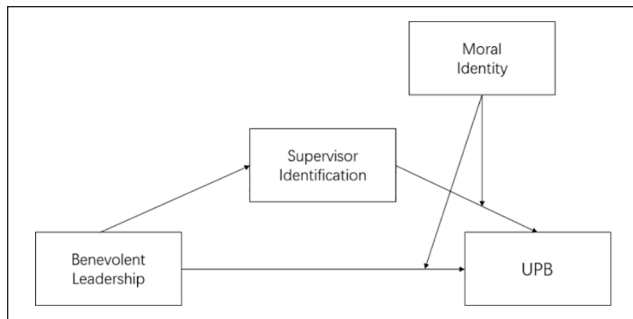 Moral
Identity
Supervisor
Identification
Benevolent
Leadership
UPB